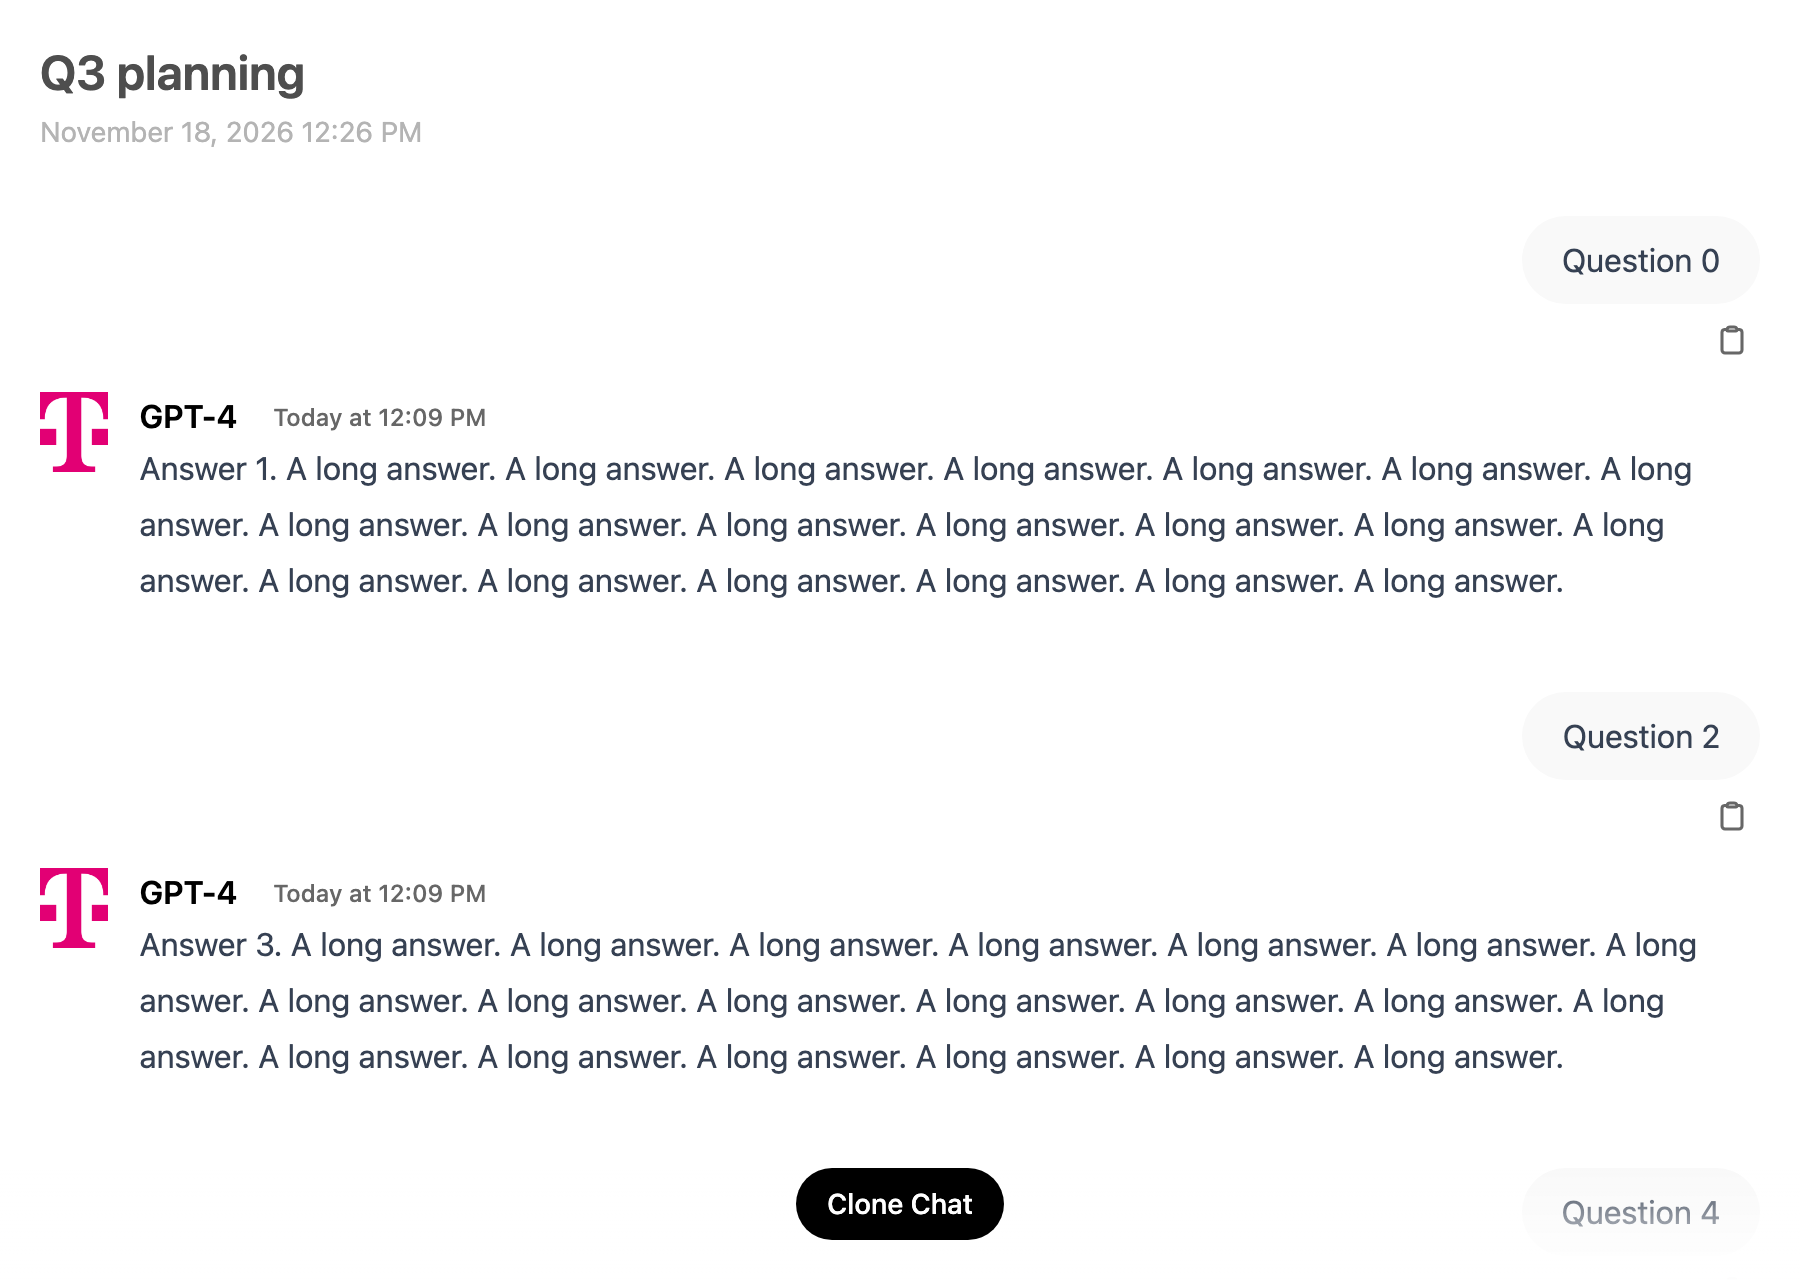 Q3 planning
November 18, 2026 12:26 PM
Question 0
GPT-4 Today at 12:09 PM
Answer 1. A long answer. A long answer. A long answer. A long answer. A long answer. A long answer. A long
answer. A long answer. A long answer. A long answer. A long answer. A long answer. A long answer. A long
answer. A long answer. A long answer. A long answer. A long answer. A long answer. A long answer.
Question 2
GPT-4 Today at 12:09 PM
Answer 3. A long answer. A long answer. A long answer. A long answer. A long answer. A long answer. A long
answer. A long answer. A long answer. A long answer. A long answer. A long answer. A long answer. A long
answer. A long answer. A long answer. A long answer. A long answer. A long answer. A long answer.
Clone Chat
Question 4